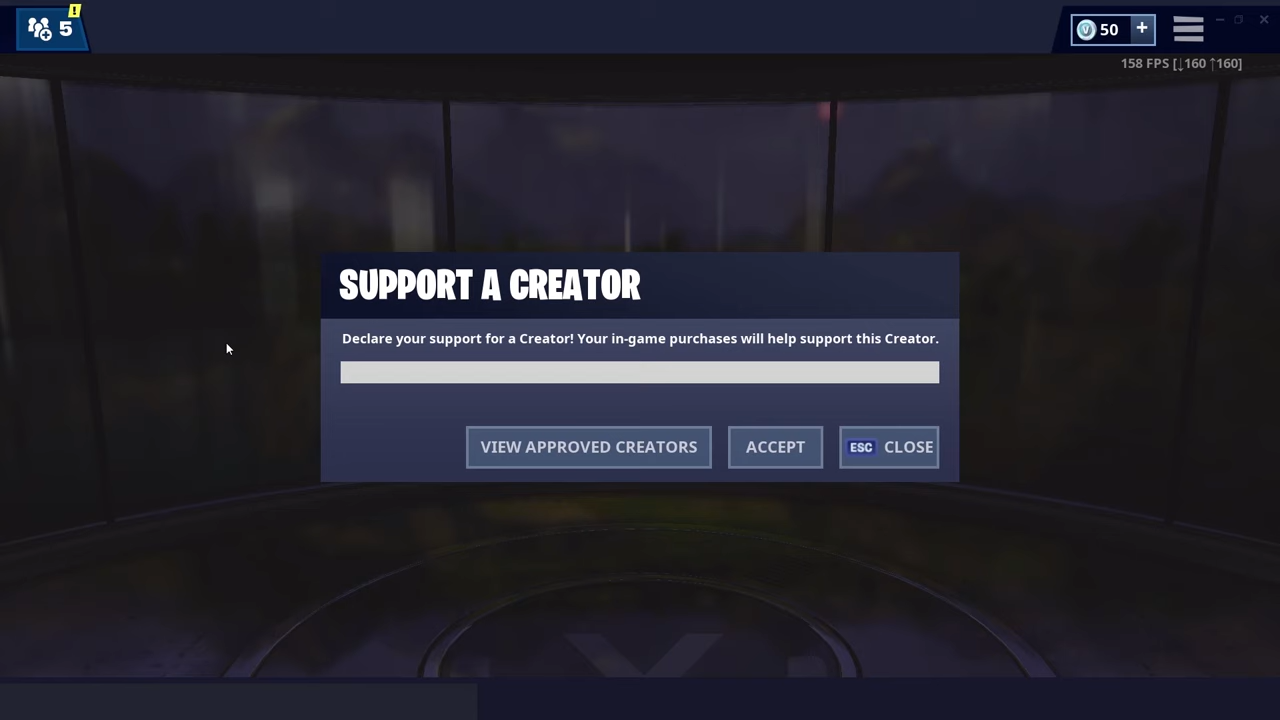 !
5
50 +
158 FPS [↓160 ↑160]
SUPPORT A CREATOR
Declare your support for a Creator! Your in-game purchases will help support this Creator.
VIEW APPROVED CREATORS
ACCEPT
ESC CLOSE